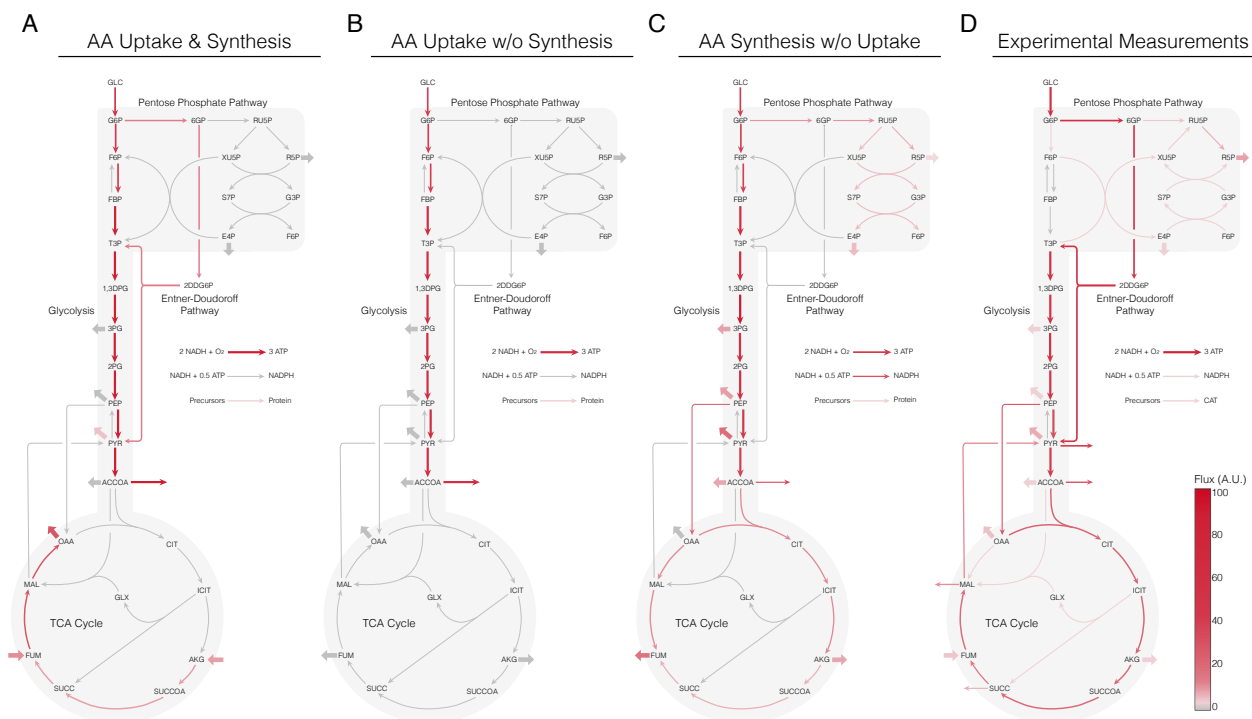 A
AA Uptake & Synthesis
GLC
Pentose Phosphate Pathway
G6P
6GP
RU5P
F6P
XU5P
R5P
FBP
S7P
G3P
T3P
E4P
F6P
1,3DPG
2DDG6P
Glycolysis
Entner-Doudoroff
Pathway
3PG
2 NADH + O2
3 ATP
2PG
NADH + 0.5 ATP
NADPH
PEP
Precursors
Protein
PYR
ACCOA
OAA
CIT
MAL
GLX
ICIT
TCA Cycle
FUM
AKG
SUCC
SUCCOA
B
AA Uptake w/o Synthesis
GLC
Pentose Phosphate Pathway
G6P
6GP
RU5P
F6P
XU5P
R5P
FBP
S7P
G3P
T3P
E4P
F6P
1,3DPG
2DDG6P
Glycolysis
Entner-Doudoroff
Pathway
3PG
2 NADH + O2
3 ATP
2PG
NADH + 0.5 ATP
NADPH
PEP
Precursors
Protein
PYR
ACCOA
OAA
CIT
MAL
GLX
ICIT
TCA Cycle
FUM
AKG
SUCC
SUCCOA
C
AA Synthesis w/o Uptake
GLC
Pentose Phosphate Pathway
G6P
6GP
RU5P
F6P
XU5P
R5P
FBP
S7P
G3P
T3P
E4P
F6P
1,3DPG
2DDG6P
Glycolysis
Entner-Doudoroff
Pathway
3PG
2 NADH + O2
3 ATP
2PG
NADH + 0.5 ATP
NADPH
PEP
Precursors
Protein
PYR
ACCOA
OAA
CIT
MAL
GLX
ICIT
TCA Cycle
FUM
AKG
SUCC
SUCCOA
D
Experimental Measurements
GLC
Pentose Phosphate Pathway
G6P
6GP
RU5P
F6P
XU5P
R5P
FBP
S7P
G3P
T3P
E4P
F6P
1,3DPG
2DDG6P
Glycolysis
Entner-Doudoroff
Pathway
3PG
2 NADH + O2
3 ATP
2PG
NADH + 0.5 ATP
NADPH
PEP
Precursors
CAT
PYR
ACCOA
OAA
CIT
MAL
GLX
ICIT
TCA Cycle
FUM
AKG
SUCC
SUCCOA
Flux (A.U.)
100
80
60
40
20
0